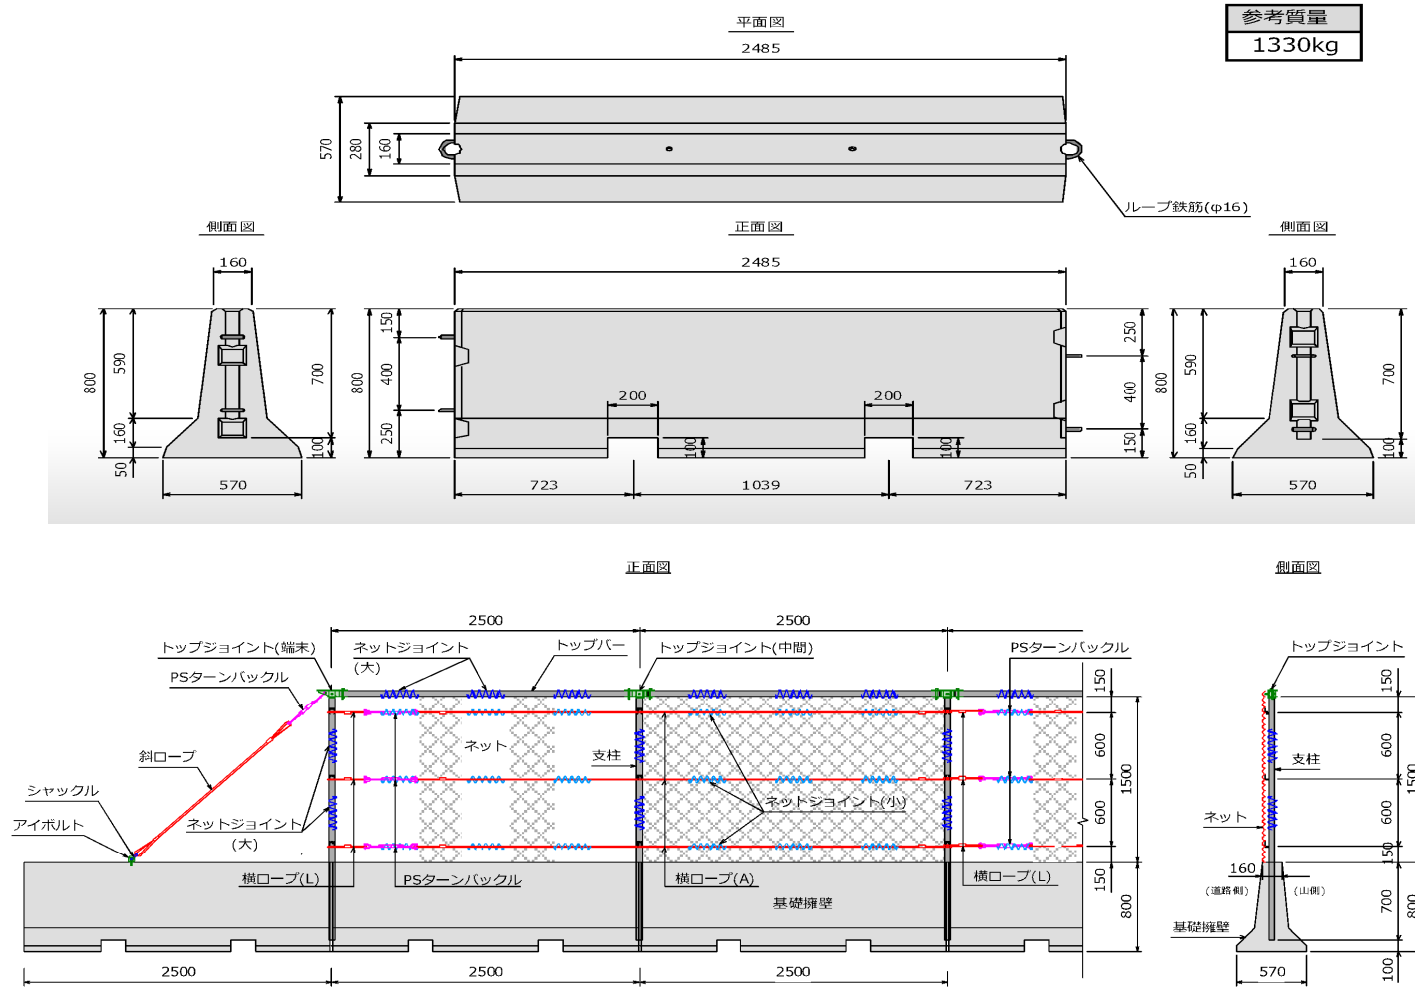 参考質量
1330kg
平面図
2485
570
280
160
ループ鉄筋(φ16)
側面図
正面図
側面図
160
2485
160
800
590
160
50
700
100
570
800
150
400
250
200
200
100
100
250
400
150
723
1039
723
800
590
160
50
700
100
570
正面図
側面図
2500
2500
トップジョイント(端末)
ネットジョイント
(大)
トップバー
トップジョイント(中間)
PSターンバックル
トップジョイント
PSターンバックル
150
150
ネット
支柱
支柱
斜ロープ
600
600
1500
1500
シャックル
アイボルト
ネットジョイント
(大)
ネットジョイント(小)
ネット
600
600
横ロープ(L)
PSターンバックル
横ロープ(A)
横ロープ(L)
150
150
160
(道路側)
(山側)
基礎擁壁
基礎擁壁
800
700
800
100
2500
2500
2500
570